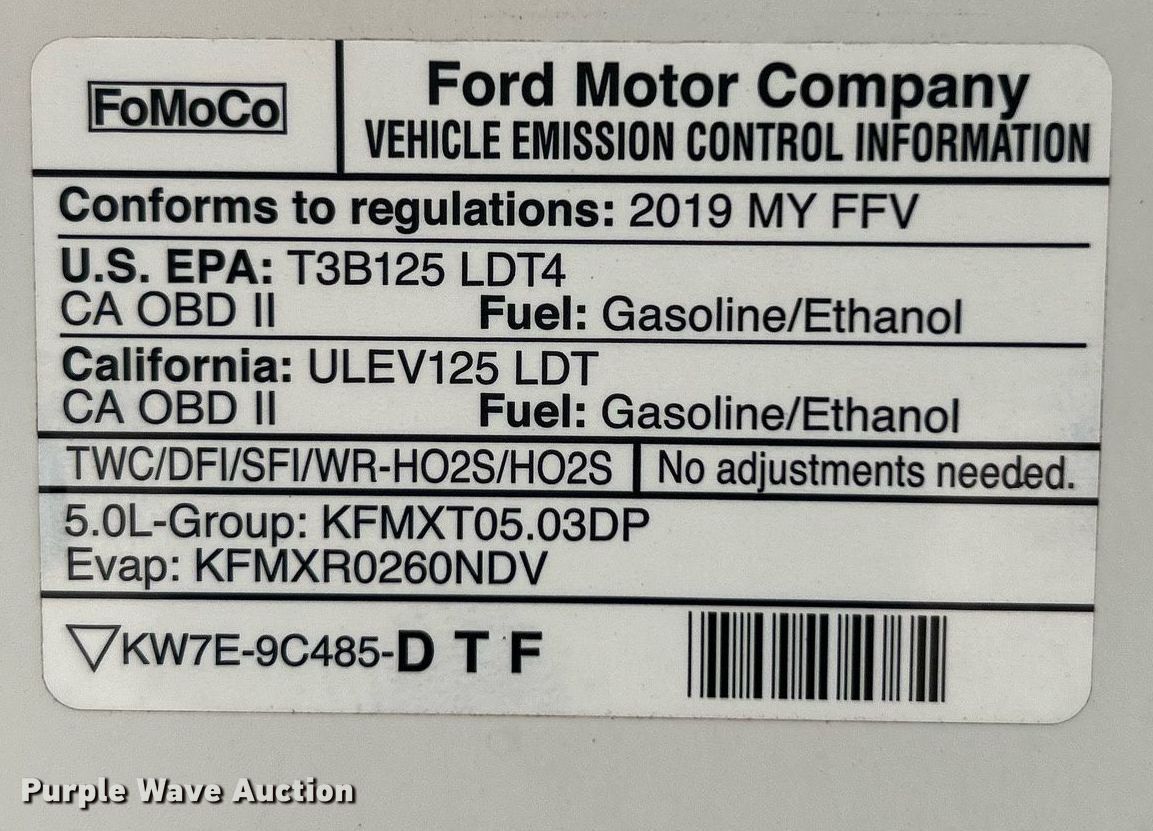 FoMoCo
Ford Motor Company
VEHICLE EMISSION CONTROL INFORMATION
Conforms to regulations: 2019 MY FFV
U.S. EPA: T3B125 LDT4
CA OBD II Fuel: Gasoline/Ethanol
California: ULEV125 LDT
CA OBD II Fuel: Gasoline/Ethanol
TWC/DFI/SFI/WR-HO2S/HO2S No adjustments needed.
5.0L-Group: KFMXT05.03DP
Evap: KFMXR0260NDV
▽KW7E-9C485-D T F
Purple Wave Auction